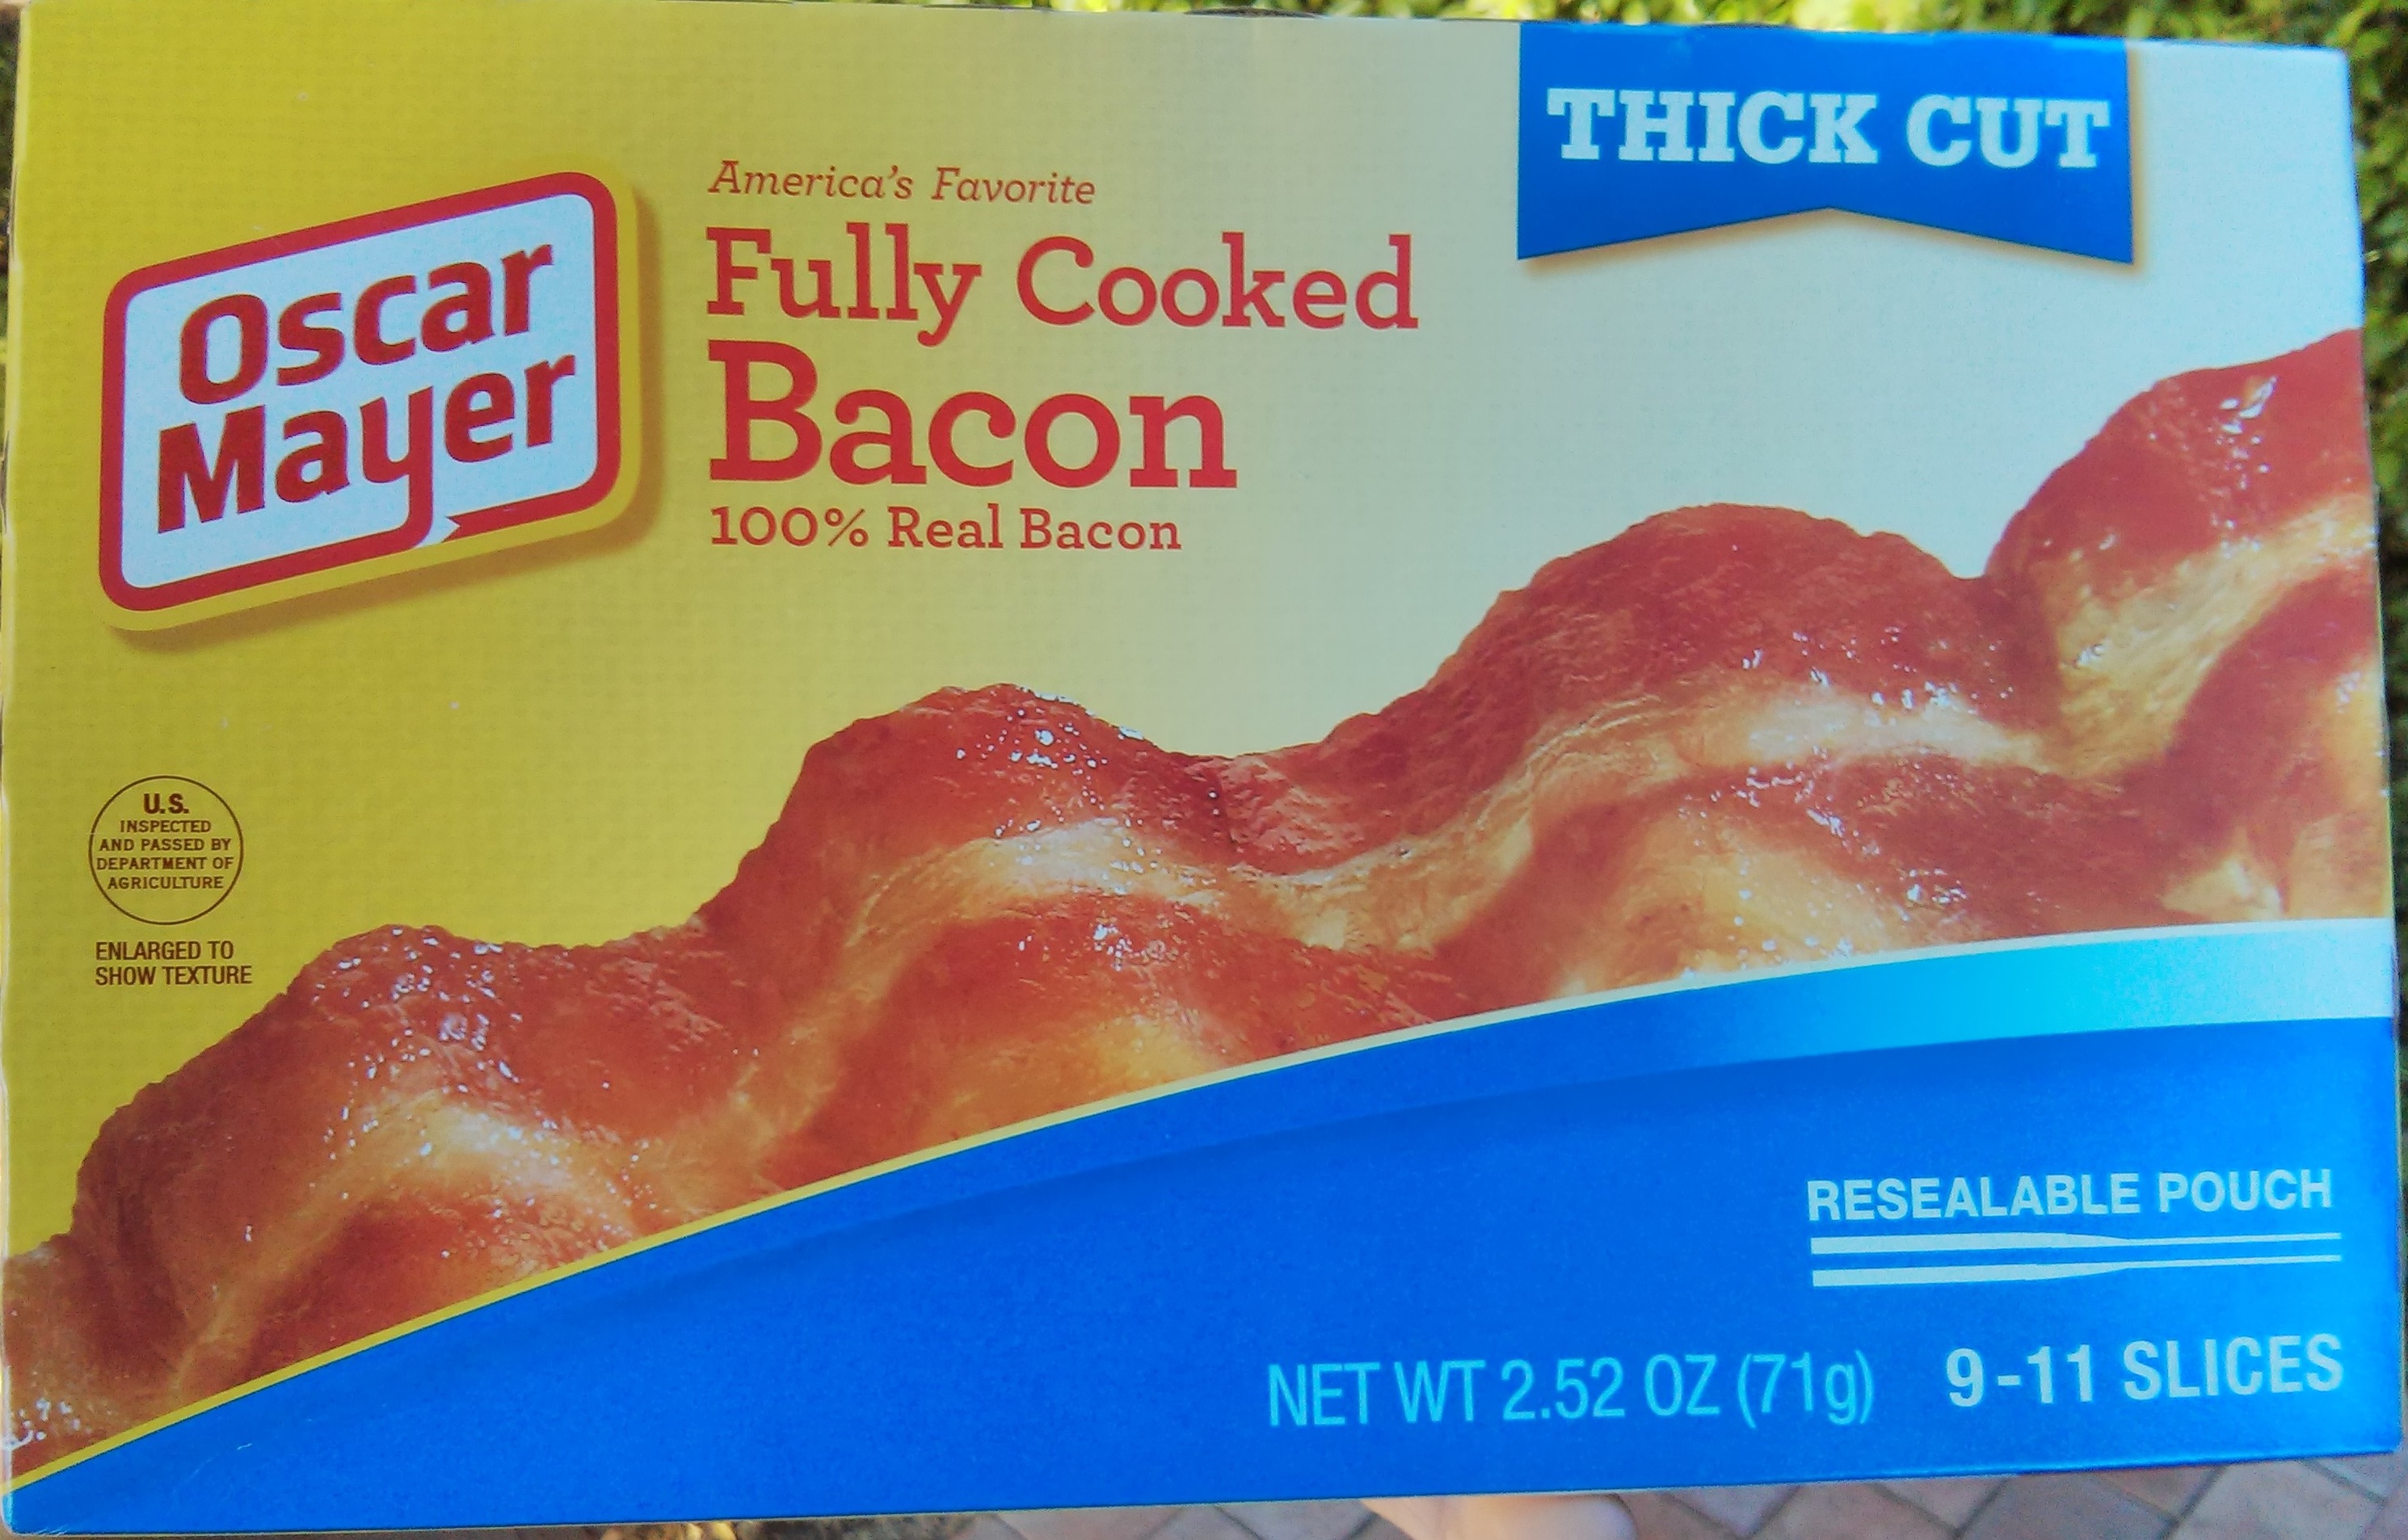 THICK CUT
America's Favorite
Fully Cooked
Bacon
100% Real Bacon
Oscar
Mayer
U.S.
INSPECTED
AND PASSED BY
DEPARTMENT OF
AGRICULTURE
ENLARGED TO
SHOW TEXTURE
RESEALABLE POUCH
NET WT 2.52 OZ (71g) 9-11 SLICES